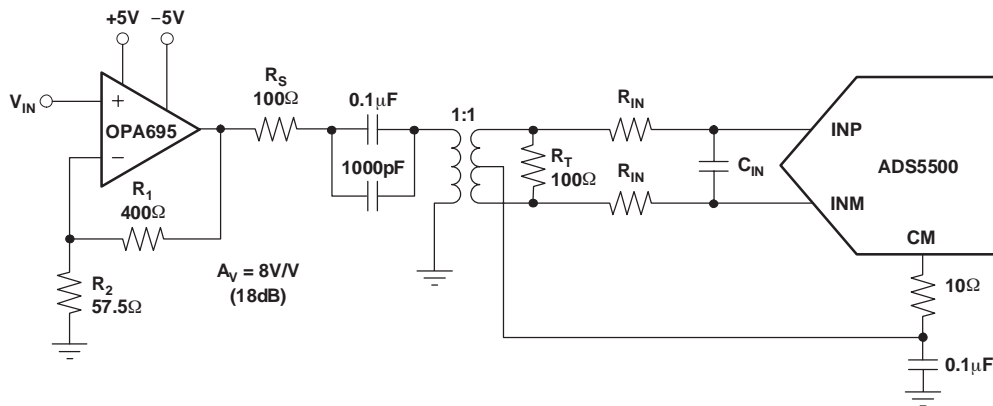 +5V −5V
V_IN
+
OPA695
−
R_S
100Ω
0.1μF
1000pF
1:1
R_T
100Ω
R_IN
R_IN
C_IN
INP
INM
ADS5500
CM
R_1
400Ω
R_2
57.5Ω
A_V = 8V/V
(18dB)
10Ω
0.1μF